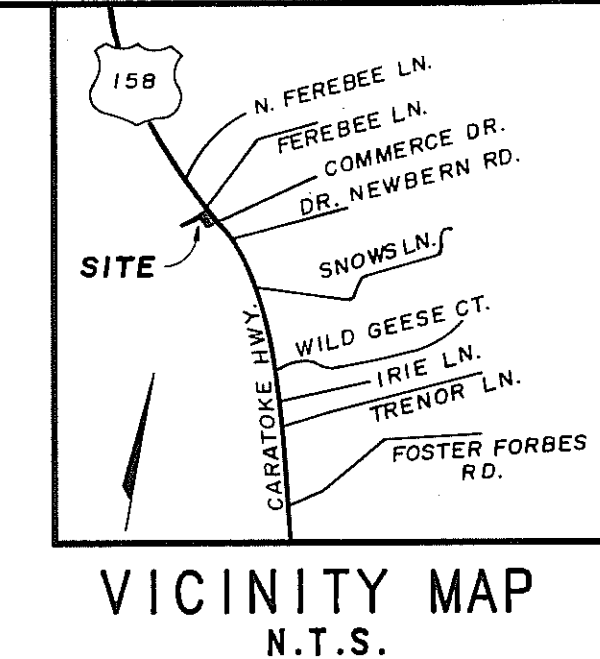 158
N. FEREBEE LN.
FEREBEE LN.
COMMERCE DR.
DR. NEWBERN RD.
SITE
SNOWS LN.
CARATOKE HWY.
WILD GEESE CT.
IRIE LN.
TRENOR LN.
FOSTER FORBES
RD.
VICINITY MAP
N.T.S.